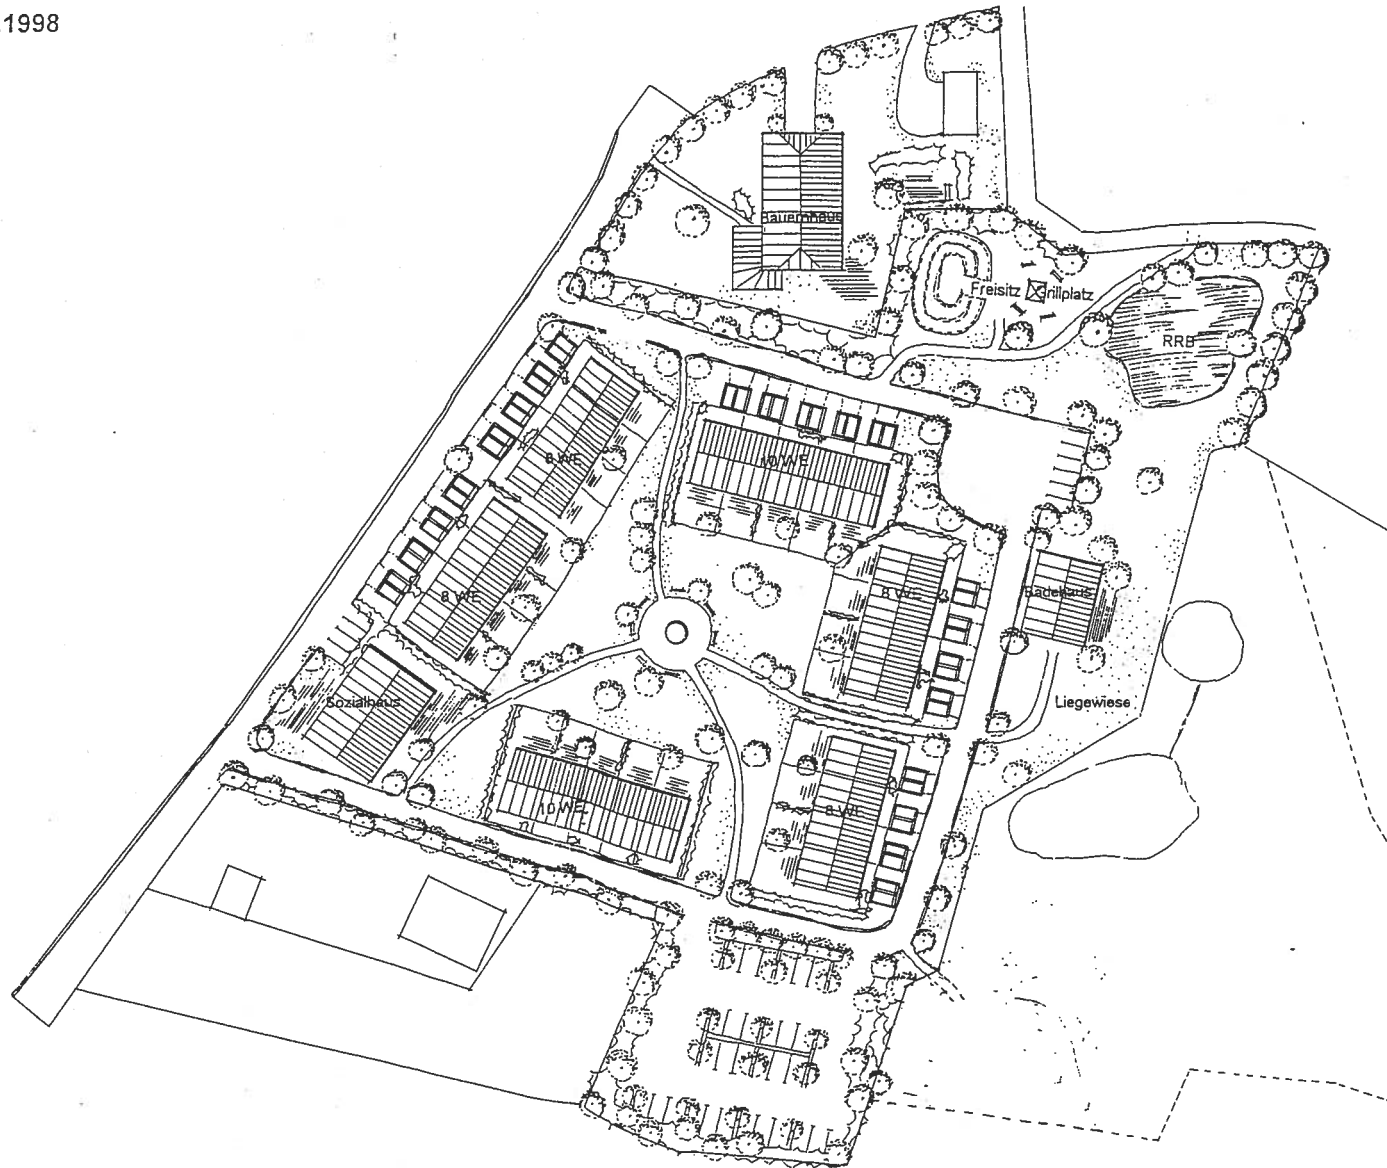 .1998
Bauernhaus
Freisitz Grillplatz
RRB
8 WE
10 WE
8 WE
8 WE
Badehaus
Sozialhaus
Liegewiese
10 WE
8 WE